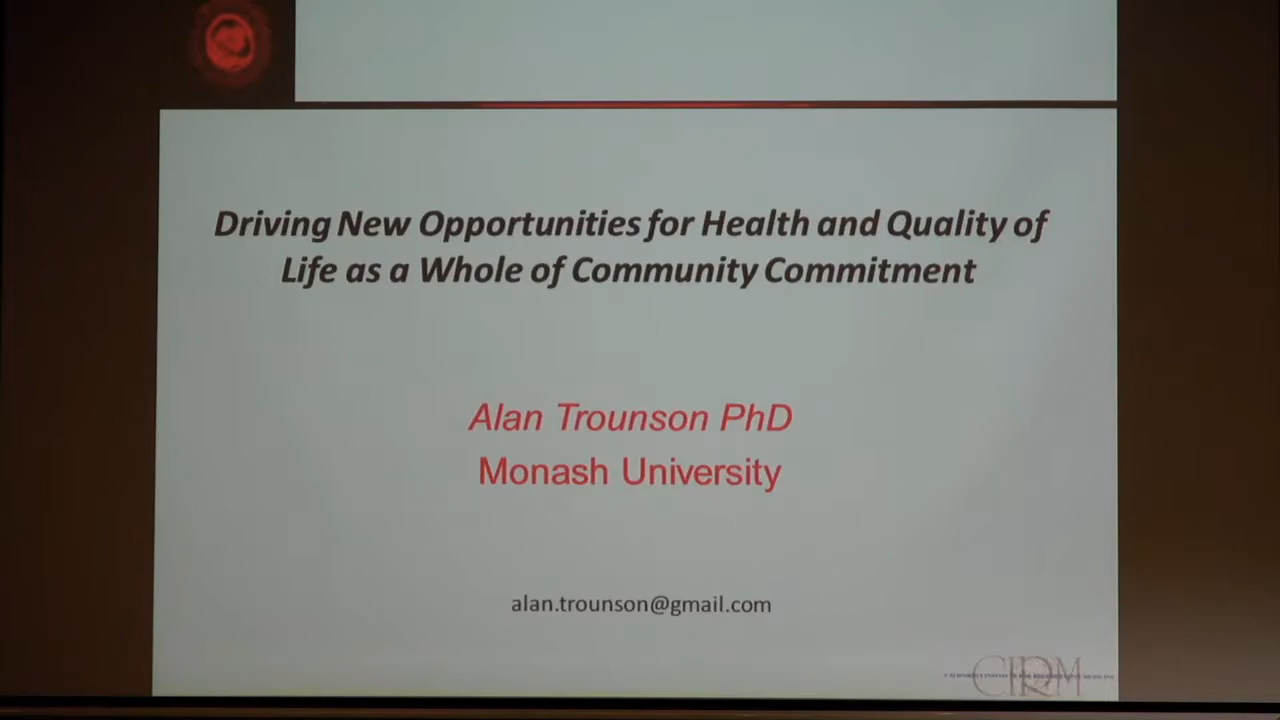 Driving New Opportunities for Health and Quality of
Life as a Whole of Community Commitment
Alan Trounson PhD
Monash University
alan.trounson@gmail.com
CIRM